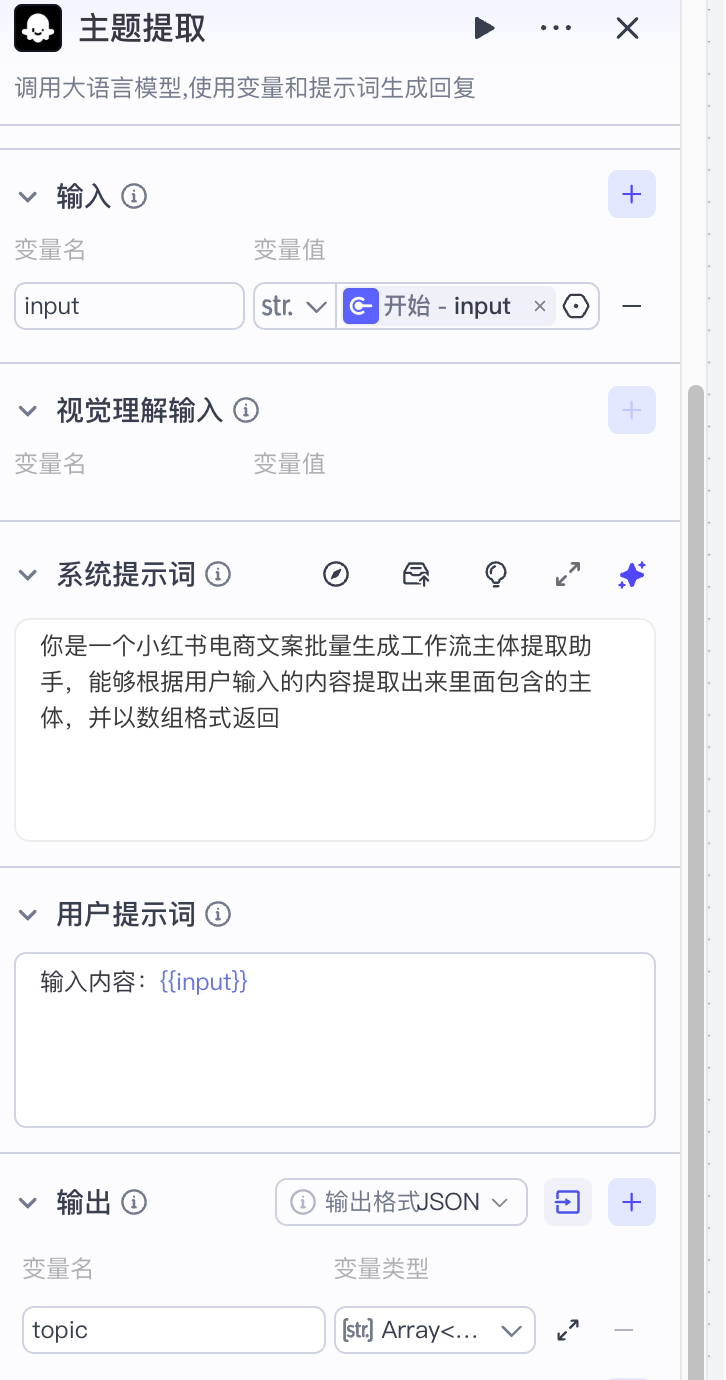 主题提取
调用大语言模型,使用变量和提示词生成回复
输入
变量名 变量值
input str. 开始 - input
视觉理解输入
变量名 变量值
系统提示词
你是一个小红书电商文案批量生成工作流主体提取助
手，能够根据用户输入的内容提取出来里面包含的主
体，并以数组格式返回
用户提示词
输入内容：{{input}}
输出 输出格式JSON
变量名 变量类型
topic [str.] Array<...